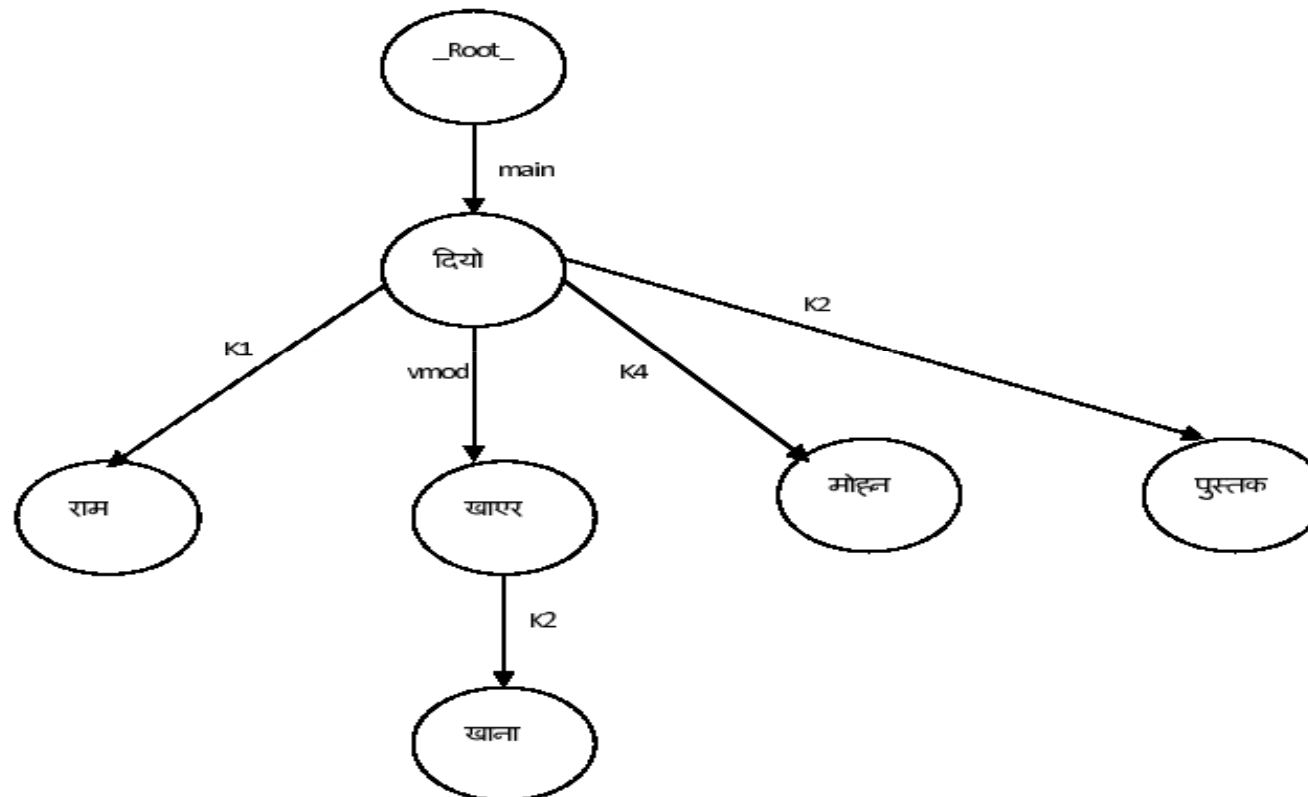 _Root_
main
दियो
K1
vmod
K4
K2
राम
खाएर
मोहन
पुस्तक
K2
खाना